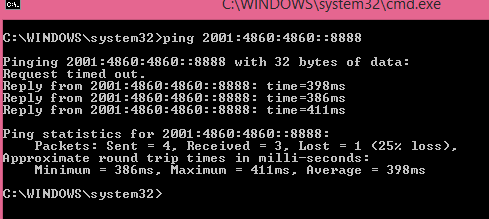 C:\WINDOWS\system32\cmd.exe
C:\WINDOWS\system32>ping 2001:4860:4860::8888
Pinging 2001:4860:4860::8888 with 32 bytes of data:
Request timed out.
Reply from 2001:4860:4860::8888: time=398ms
Reply from 2001:4860:4860::8888: time=386ms
Reply from 2001:4860:4860::8888: time=411ms
Ping statistics for 2001:4860:4860::8888:
Packets: Sent = 4, Received = 3, Lost = 1 (25% loss),
Approximate round trip times in milli-seconds:
Minimum = 386ms, Maximum = 411ms, Average = 398ms
C:\WINDOWS\system32>